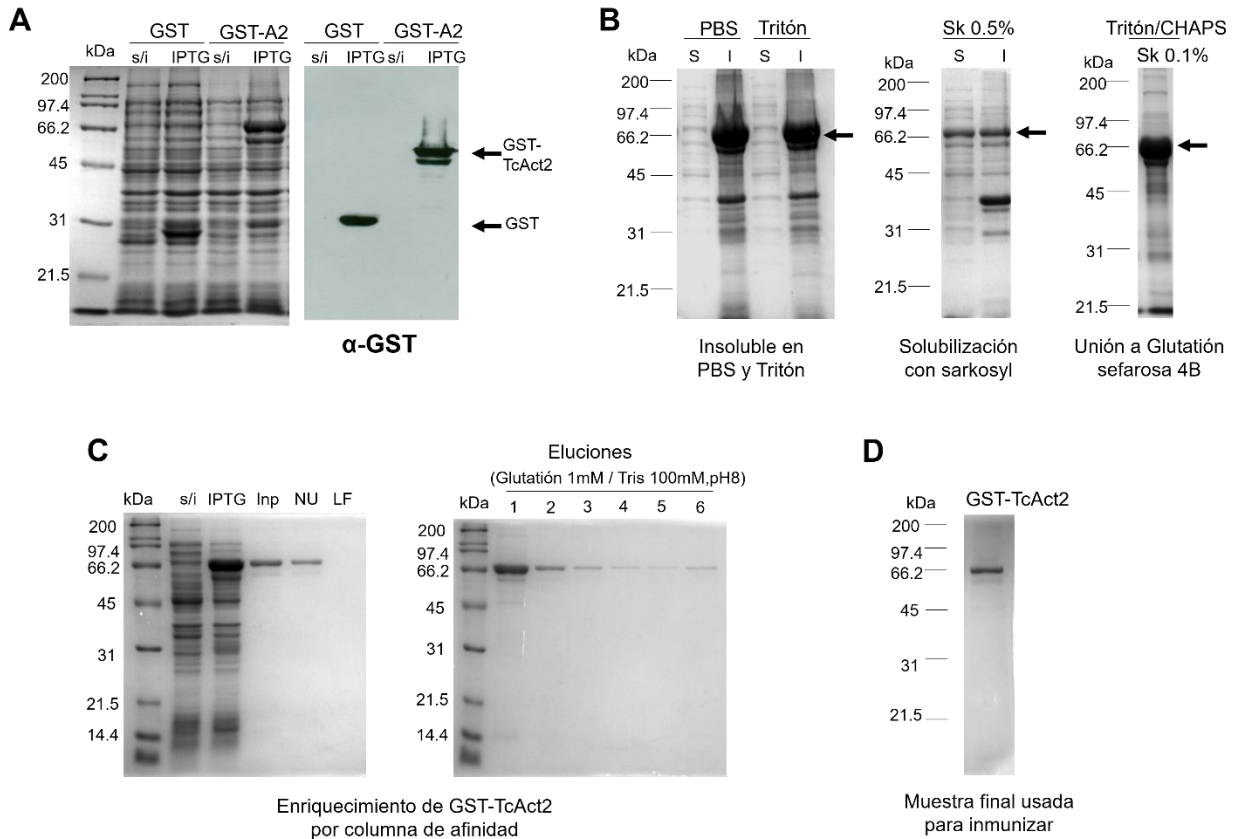 A
GST GST-A2
kDa s/i IPTG s/i IPTG
200
97.4
66.2
45
31
21.5
GST GST-A2
s/i IPTG s/i IPTG
GST-
TcAct2
GST
α-GST
B
PBS Tritón
kDa S I S I
200
97.4
66.2
45
31
21.5
Insoluble en
PBS y Tritón
Sk 0.5%
kDa S I
200
97.4
66.2
45
31
21.5
Solubilización
con sarkosyl
Tritón/CHAPS
kDa Sk 0.1%
200
97.4
66.2
45
31
21.5
Unión a Glutatión
sefarosa 4B
C
kDa s/i IPTG Inp NU LF
200
97.4
66.2
45
31
21.5
14.4
Eluciones
(Glutatión 1mM / Tris 100mM,pH8)
kDa 1 2 3 4 5 6
200
97.4
66.2
45
31
21.5
14.4
Enriquecimiento de GST-TcAct2
por columna de afinidad
D
GST-TcAct2
kDa
200
97.4
66.2
45
31
21.5
Muestra final usada
para inmunizar